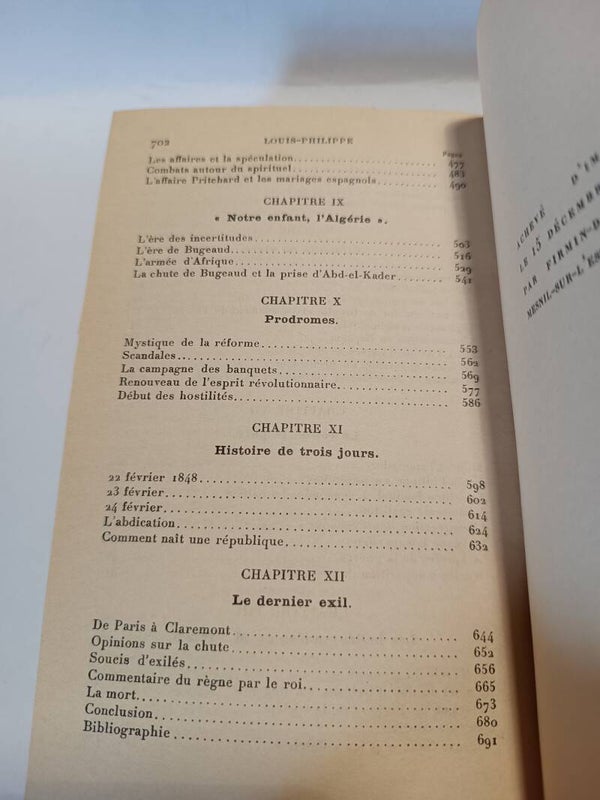 702 LOUIS-PHILIPPE
Pages
Les affaires et la spéculation. 477
Combats autour du spirituel. 483
L'affaire Pritchard et les mariages espagnols. 490
CHAPITRE IX
« Notre enfant, l'Algérie ».
L'ère des incertitudes 503
L'ère de Bugeaud 516
L'armée d'Afrique 529
La chute de Bugeaud et la prise d'Abd-el-Kader 541
CHAPITRE X
Prodromes.
Mystique de la réforme 553
Scandales 562
La campagne des banquets 569
Renouveau de l'esprit révolutionnaire 577
Début des hostilités 586
CHAPITRE XI
Histoire de trois jours.
22 février 1848 598
23 février 602
24 février 614
L'abdication 624
Comment naît une république 632
CHAPITRE XII
Le dernier exil.
De Paris à Claremont 644
Opinions sur la chute 652
Soucis d'exilés 656
Commentaire du règne par le roi 665
La mort 673
Conclusion 680
Bibliographie 691
ACHEVÉ D'IM
LE 15 DÉCEMBR
PAR FIRMIN-D
MESNIL-SUR-L'ES